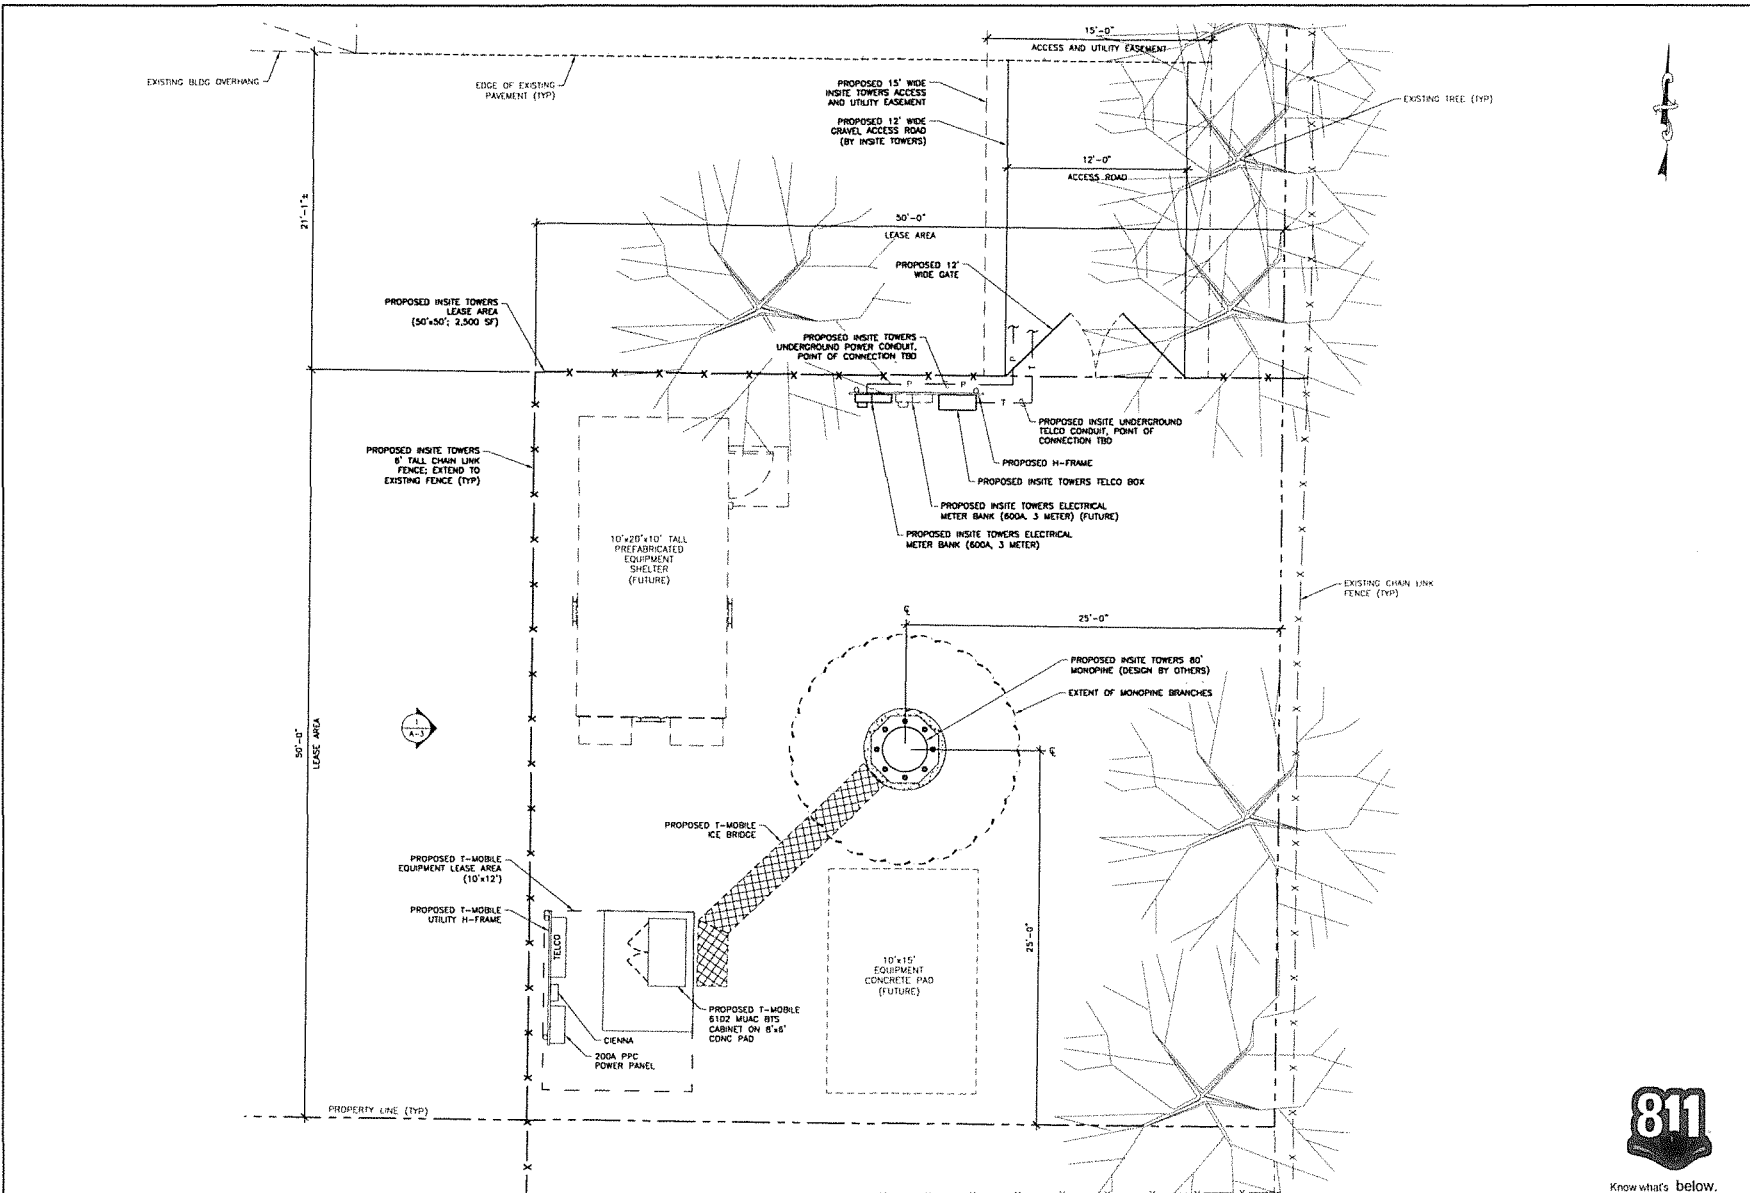 15'-0"
ACCESS AND UTILITY EASEMENT
EXISTING BLDG OVERHANG
EDGE OF EXISTING
PAVEMENT (TYP)
PROPOSED 15' WIDE
INSITE TOWERS ACCESS
AND UTILITY EASEMENT
PROPOSED 12' WIDE
GRAVEL ACCESS ROAD
(BY INSITE TOWERS)
EXISTING TREE (TYP)
12'-0"
ACCESS ROAD
21'-1"±
50'-0"
LEASE AREA
PROPOSED 12'
WIDE GATE
PROPOSED INSITE TOWERS
LEASE AREA
(50'x50'; 2,500 SF)
PROPOSED INSITE TOWERS
UNDERGROUND POWER CONDUIT,
POINT OF CONNECTION TBD
P
T
P
P
T
PROPOSED INSITE UNDERGROUND
TELCO CONDUIT, POINT OF
CONNECTION TBD
PROPOSED INSITE TOWERS
6' TALL CHAIN LINK
FENCE; EXTEND TO
EXISTING FENCE (TYP)
PROPOSED H-FRAME
PROPOSED INSITE TOWERS TELCO BOX
PROPOSED INSITE TOWERS ELECTRICAL
METER BANK (600A, 3 METER) (FUTURE)
PROPOSED INSITE TOWERS ELECTRICAL
METER BANK (600A, 3 METER)
10'x20'x10' TALL
PREFABRICATED
EQUIPMENT
SHELTER
(FUTURE)
EXISTING CHAIN LINK
FENCE (TYP)
25'-0"
PROPOSED INSITE TOWERS 80'
MONOPINE (DESIGN BY OTHERS)
EXTENT OF MONOPINE BRANCHES
1
A-3
50'-0"
LEASE AREA
PROPOSED T-MOBILE
ICE BRIDGE
PROPOSED T-MOBILE
EQUIPMENT LEASE AREA
(10'x12')
PROPOSED T-MOBILE
UTILITY H-FRAME
TELCO
25'-0"
10'x15'
EQUIPMENT
CONCRETE PAD
(FUTURE)
PROPOSED T-MOBILE
6102 MUAC BTS
CABINET ON 8'x6'
CONC PAD
CIENNA
200A PPC
POWER PANEL
PROPERTY LINE (TYP)
811
Know what's below.